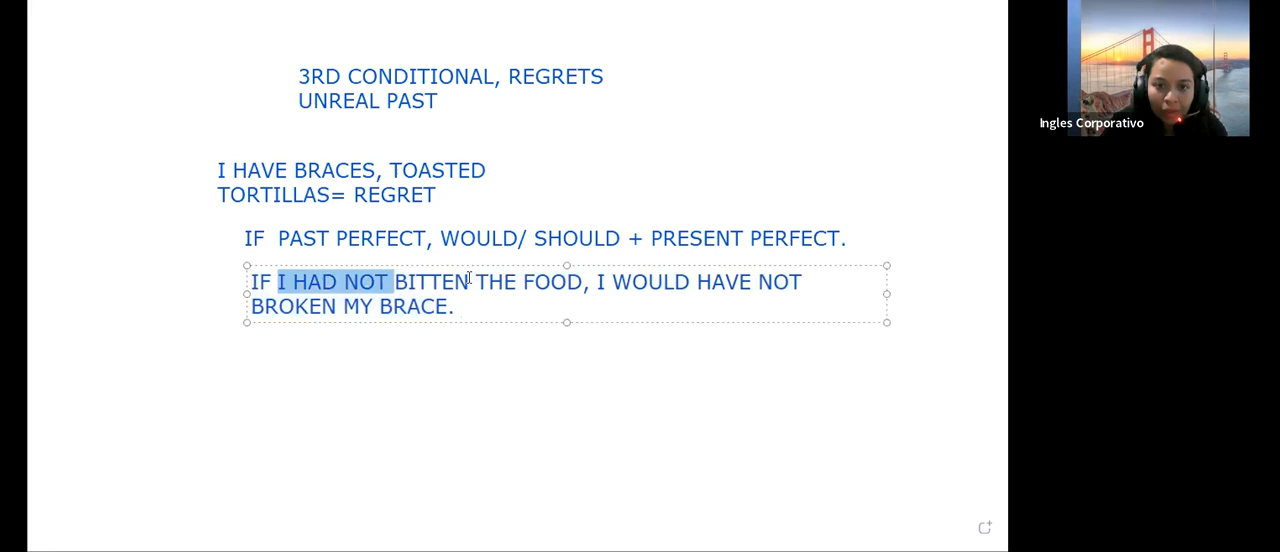 3RD CONDITIONAL, REGRETS
UNREAL PAST
I HAVE BRACES, TOASTED
TORTILLAS= REGRET
IF  PAST PERFECT, WOULD/ SHOULD + PRESENT PERFECT.
IF I HAD NOT BITTEN THE FOOD, I WOULD HAVE NOT
BROKEN MY BRACE.
Ingles Corporativo